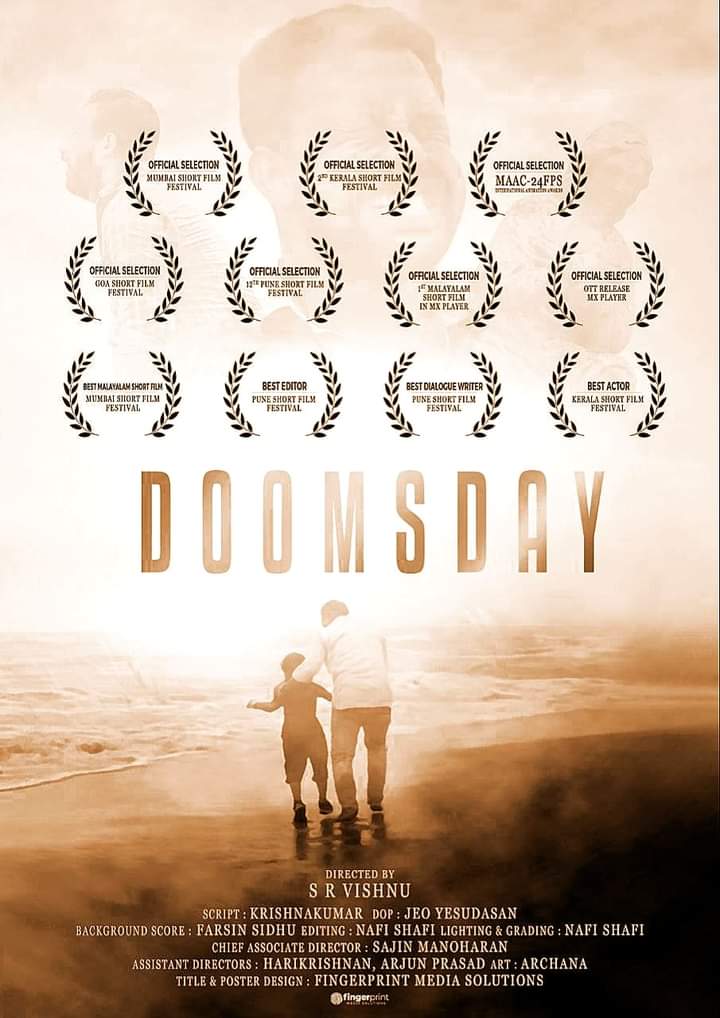 OFFICIAL SELECTION
MUMBAI SHORT FILM
FESTIVAL
OFFICIAL SELECTION
2ND KERALA SHORT FILM
FESTIVAL
OFFICIAL SELECTION
MAAC-24FPS
INTERNATIONAL ANIMATION AWARDS
OFFICIAL SELECTION
GOA SHORT FILM
FESTIVAL
OFFICIAL SELECTION
12TH PUNE SHORT FILM
FESTIVAL
OFFICIAL SELECTION
1ST MALAYALAM
SHORT FILM
IN MX PLAYER
OFFICIAL SELECTION
OTT RELEASE
MX PLAYER
BEST MALAYALAM SHORT FILM
MUMBAI SHORT FILM
FESTIVAL
BEST EDITOR
PUNE SHORT FILM
FESTIVAL
BEST DIALOGUE WRITER
PUNE SHORT FILM
FESTIVAL
BEST ACTOR
KERALA SHORT FILM
FESTIVAL
DOOMSDAY
DIRECTED BY
S R VISHNU
SCRIPT : KRISHNAKUMAR DOP : JEO YESUDASAN
BACKGROUND SCORE : FARSIN SIDHU EDITING : NAFI SHAFI LIGHTING & GRADING : NAFI SHAFI
CHIEF ASSOCIATE DIRECTOR : SAJIN MANOHARAN
ASSISTANT DIRECTORS : HARIKRISHNAN, ARJUN PRASAD ART : ARCHANA
TITLE & POSTER DESIGN : FINGERPRINT MEDIA SOLUTIONS
fingerprint
MEDIA SOLUTIONS